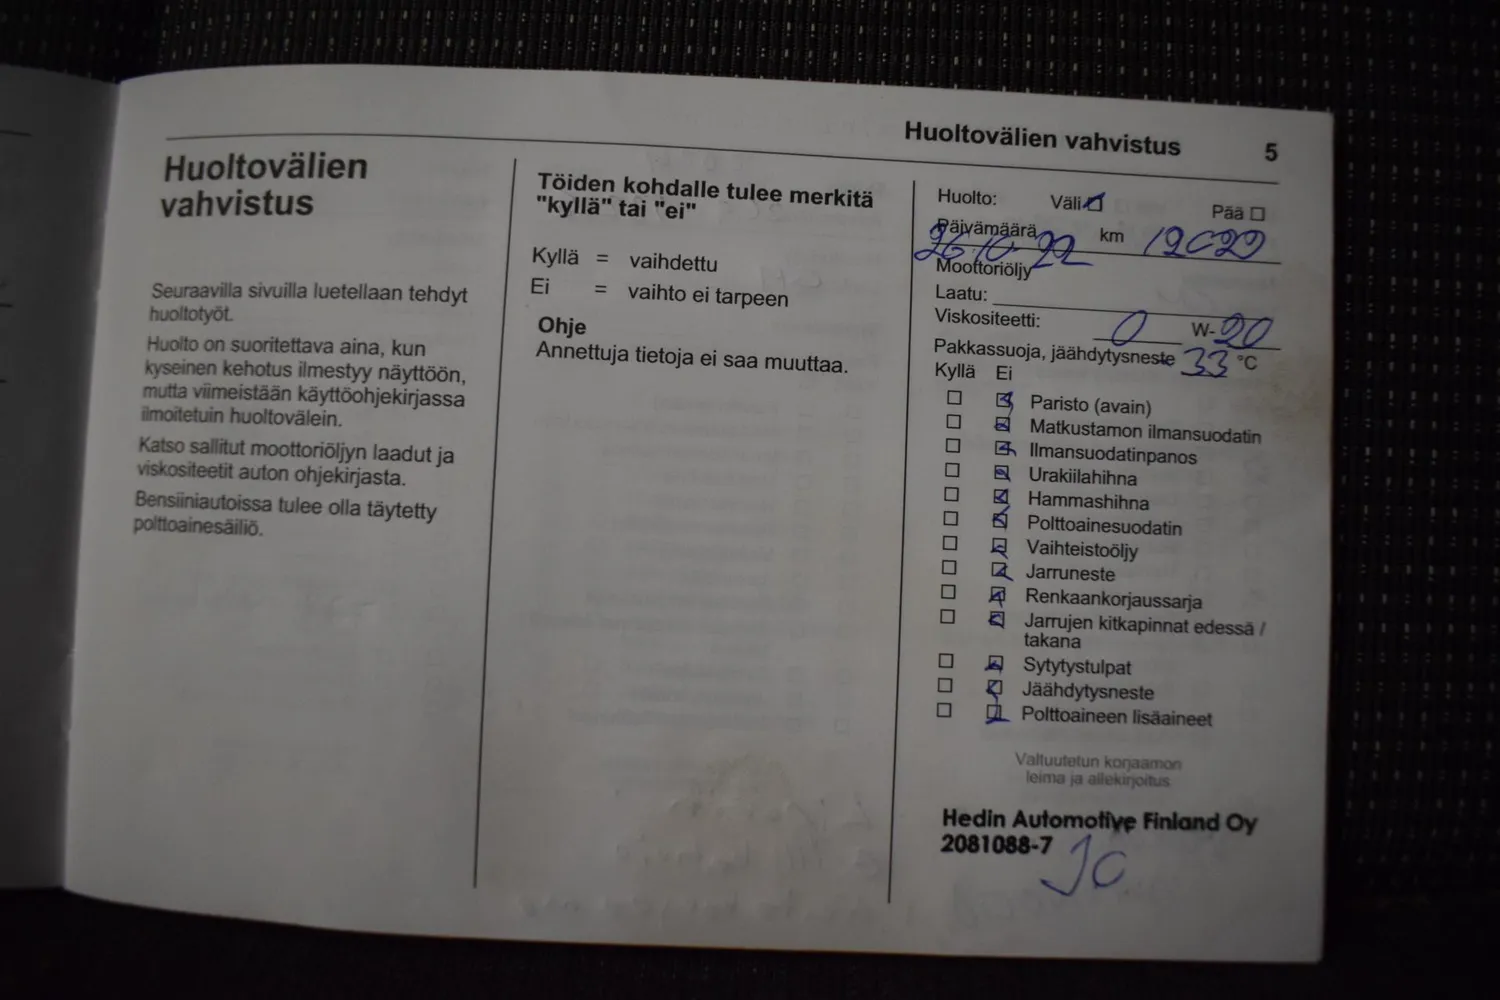 Huoltovälien vahvistus 5
Huoltovälien
vahvistus
Seuraavilla sivuilla luetellaan tehdyt
huoltotyöt.
Huolto on suoritettava aina, kun
kyseinen kehotus ilmestyy näyttöön,
mutta viimeistään käyttöohjekirjassa
ilmoitetuin huoltovälein.
Katso sallitut moottoriöljyn laadut ja
viskositeetit auton ohjekirjasta.
Bensiiniautoissa tulee olla täytetty
polttoainesäiliö.
Töiden kohdalle tulee merkitä
"kyllä" tai "ei"
Kyllä = vaihdettu
Ei = vaihto ei tarpeen
Ohje
Annettuja tietoja ei saa muuttaa.
Huolto: Väli Pää
Päivämäärä 26.10.22 km 12022
Moottoriöljy
Laatu:
Viskositeetti: 0 W-20
Pakkassuoja, jäähdytysneste 33 °C
Kyllä Ei
Paristo (avain)
Matkustamon ilmansuodatin
Ilmansuodatinpanos
Urakiilahihna
Hammashihna
Polttoainesuodatin
Vaihteistoöljy
Jarruneste
Renkaankorjaussarja
Jarrujen kitkapinnat edessä /
takana
Sytytystulpat
Jäähdytysneste
Polttoaineen lisäaineet
Valtuutetun korjaamon
leima ja allekirjoitus
Hedin Automotive Finland Oy
2081088-7